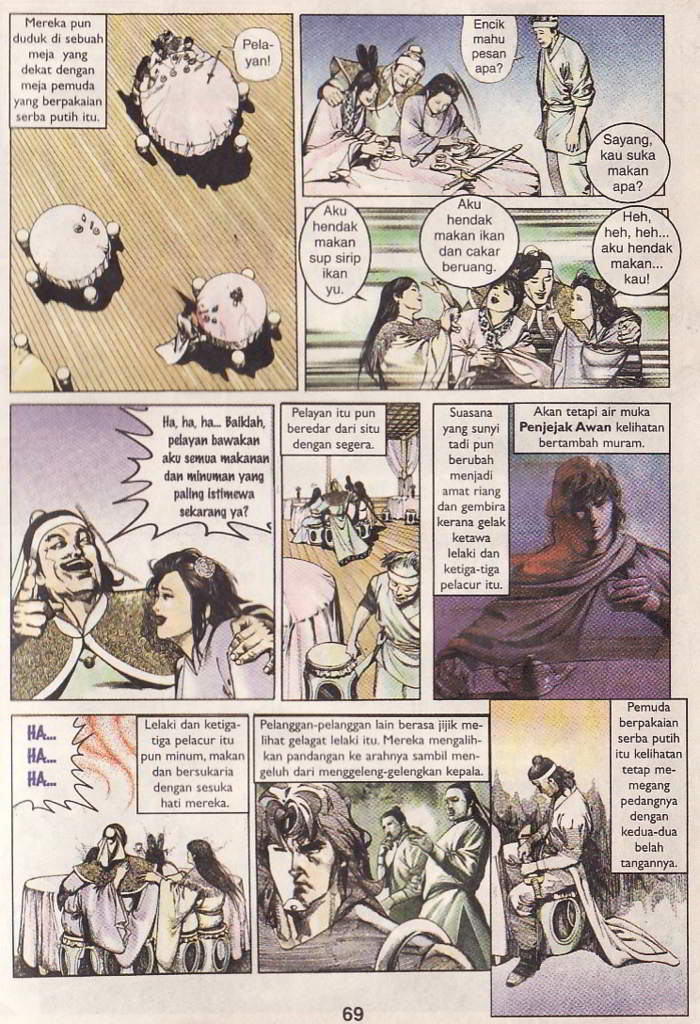 Mereka pun
duduk di sebuah
meja yang
dekat dengan
meja pemuda
yang berpakaian
serba putih itu.
Pela-
yan!
Encik
mahu
pesan
apa?
Sayang,
kau suka
makan
apa?
Aku
hendak
makan
sup sirip
ikan
yu.
Aku
hendak
makan ikan
dan cakar
beruang.
Heh,
heh, heh...
aku hendak
makan...
kau!
Ha, ha, ha... Baiklah,
pelayan bawakan
aku semua makanan
dan minuman yang
paling istimewa
sekarang ya?
Pelayan itu pun
beredar dari situ
dengan segera.
Suasana
yang sunyi
tadi pun
berubah
menjadi
amat riang
dan gembira
kerana gelak
ketawa
lelaki dan
ketiga-tiga
pelacur itu.
Akan tetapi air muka
Penjejak Awan kelihatan
bertambah muram.
HA...
HA...
HA...
Lelaki dan ketiga-
tiga pelacur itu
pun minum, makan
dan bersukaria
dengan sesuka
hati mereka.
Pelanggan-pelanggan lain berasa jijik me-
lihat gelagat lelaki itu. Mereka mengalih-
kan pandangan ke arahnya sambil men-
geluh dari menggeleng-gelengkan kepala.
Pemuda
berpakaian
serba putih
itu kelihatan
tetap me-
megang
pedangnya
dengan
kedua-dua
belah
tangannya.
69